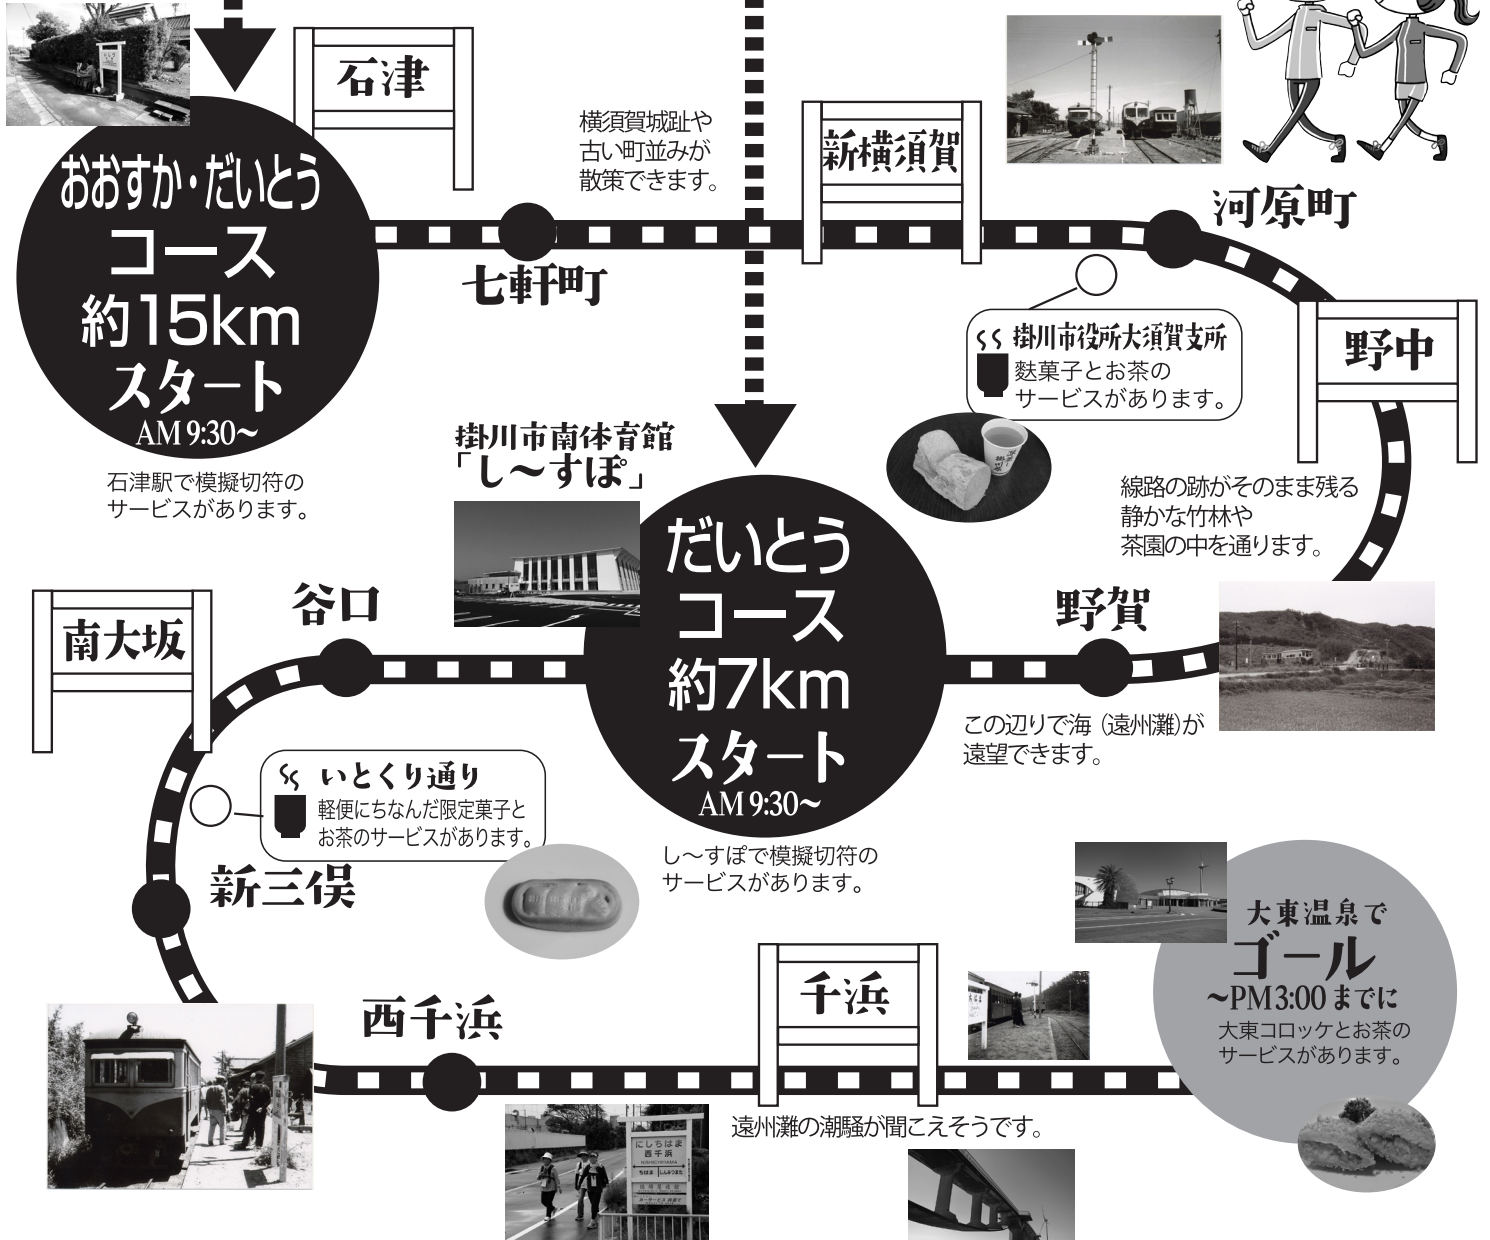 石津
おおすか・だいとう
コース
約15km
スタート
AM 9:30〜
石津駅で模擬切符の
サービスがあります。
七軒町
横須賀城趾や
古い町並みが
散策できます。
新横須賀
河原町
掛川市役所大須賀支所
麩菓子とお茶の
サービスがあります。
野中
線路の跡がそのまま残る
静かな竹林や
茶園の中を通ります。
野賀
この辺りで海（遠州灘）が
遠望できます。
掛川市南体育館
「し〜すぽ」
だいとう
コース
約7km
スタート
AM 9:30〜
し〜すぽで模擬切符の
サービスがあります。
谷口
南大坂
いとくり通り
軽便にちなんだ限定菓子と
お茶のサービスがあります。
新三俣
西千浜
にしちはま
西千浜
NISHICHIHAMA
ちはま
しんみつまた
千浜
遠州灘の潮騒が聞こえそうです。
大東温泉で
ゴール
〜PM 3:00 までに
大東コロッケとお茶の
サービスがあります。